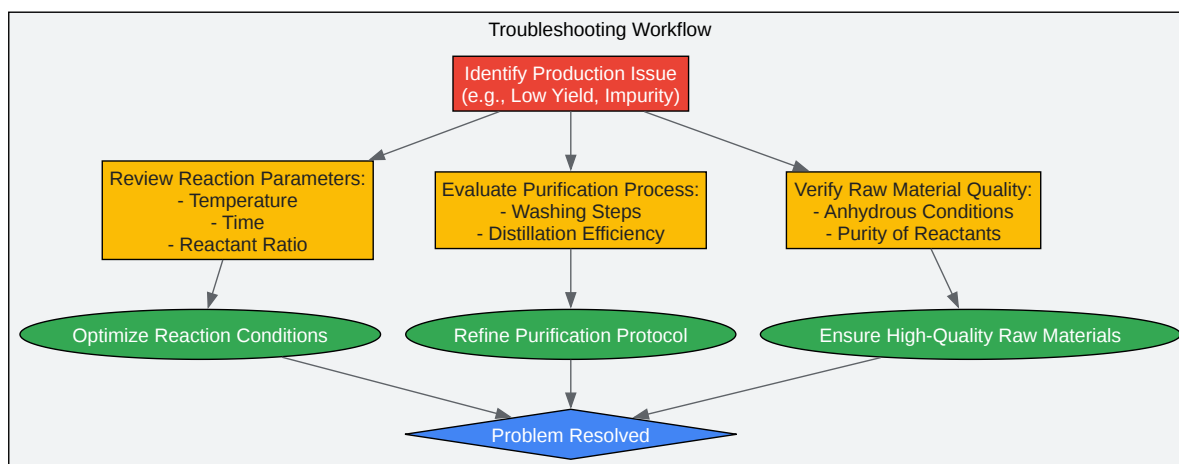 Troubleshooting Workflow
Identify Production Issue
(e.g., Low Yield, Impurity)
Review Reaction Parameters:
- Temperature
- Time
- Reactant Ratio
Evaluate Purification Process:
- Washing Steps
- Distillation Efficiency
Verify Raw Material Quality:
- Anhydrous Conditions
- Purity of Reactants
Optimize Reaction Conditions
Refine Purification Protocol
Ensure High-Quality Raw Materials
Problem Resolved